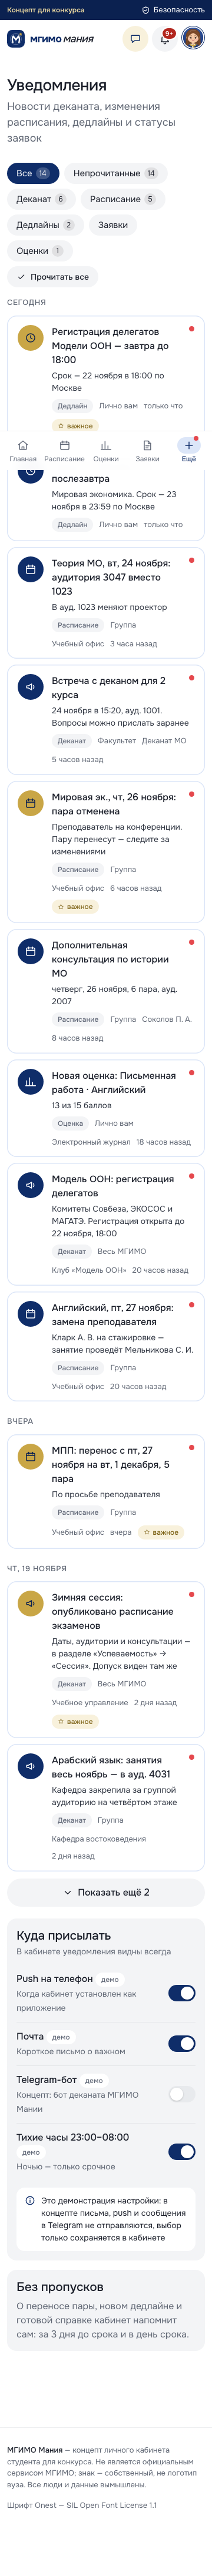 Концепт для конкурса
Безопасность
МГИМО МАНИЯ
9+
Уведомления
Новости деканата, изменения
расписания, дедлайны и статусы
заявок
Все 14
Непрочитанные 14
Деканат 6
Расписание 5
Дедлайны 2
Заявки
Оценки 1
Прочитать все
СЕГОДНЯ
Регистрация делегатов
Модели ООН — завтра до
18:00
Срок — 22 ноября в 18:00 по
Москве
Дедлайн Лично вам только что
важное
Главная Расписание Оценки Заявки Ещё
послезавтра
Мировая экономика. Срок — 23
ноября в 23:59 по Москве
Дедлайн Лично вам только что
Теория МО, вт, 24 ноября:
аудитория 3047 вместо
1023
В ауд. 1023 меняют проектор
Расписание Группа
Учебный офис 3 часа назад
Встреча с деканом для 2
курса
24 ноября в 15:20, ауд. 1001.
Вопросы можно прислать заранее
Деканат Факультет Деканат МО
5 часов назад
Мировая эк., чт, 26 ноября:
пара отменена
Преподаватель на конференции.
Пару перенесут — следите за
изменениями
Расписание Группа
Учебный офис 6 часов назад
важное
Дополнительная
консультация по истории
МО
четверг, 26 ноября, 6 пара, ауд.
2007
Расписание Группа Соколов П. А.
8 часов назад
Новая оценка: Письменная
работа · Английский
13 из 15 баллов
Оценка Лично вам
Электронный журнал 18 часов назад
Модель ООН: регистрация
делегатов
Комитеты Совбеза, ЭКОСОС и
МАГАТЭ. Регистрация открыта до
22 ноября, 18:00
Деканат Весь МГИМО
Клуб «Модель ООН» 20 часов назад
Английский, пт, 27 ноября:
замена преподавателя
Кларк А. В. на стажировке —
занятие проведёт Мельникова С. И.
Расписание Группа
Учебный офис 20 часов назад
ВЧЕРА
МПП: перенос с пт, 27
ноября на вт, 1 декабря, 5
пара
По просьбе преподавателя
Расписание Группа
Учебный офис вчера важное
ЧТ, 19 НОЯБРЯ
Зимняя сессия:
опубликовано расписание
экзаменов
Даты, аудитории и консультации —
в разделе «Успеваемость» →
«Сессия». Допуск виден там же
Деканат Весь МГИМО
Учебное управление 2 дня назад
важное
Арабский язык: занятия
весь ноябрь — в ауд. 4031
Кафедра закрепила за группой
аудиторию на четвёртом этаже
Деканат Группа
Кафедра востоковедения
2 дня назад
Показать ещё 2
Куда присылать
В кабинете уведомления видны всегда
Push на телефон демо
Когда кабинет установлен как
приложение
Почта демо
Короткое письмо о важном
Telegram-бот демо
Концепт: бот деканата МГИМО
Мании
Тихие часы 23:00–08:00
демо
Ночью — только срочное
Это демонстрация настройки: в
концепте письма, push и сообщения
в Telegram не отправляются, выбор
только сохраняется в кабинете
Без пропусков
О переносе пары, новом дедлайне и
готовой справке кабинет напомнит
сам: за 3 дня до срока и в день срока.
МГИМО Мания — концепт личного кабинета
студента для конкурса. Не является официальным
сервисом МГИМО; знак — собственный, не логотип
вуза. Все люди и данные вымышлены.
Шрифт Onest — SIL Open Font License 1.1